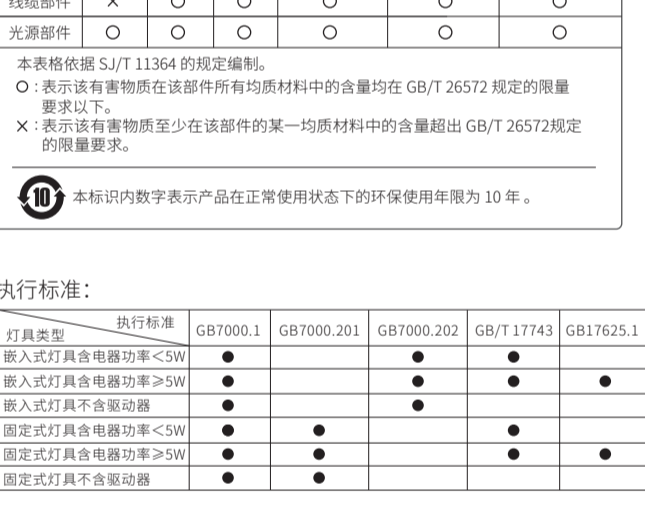 线缆部件 × ○ ○ ○ ○ ○
光源部件 ○ ○ ○ ○ ○ ○
本表格依据 SJ/T 11364 的规定编制。
○:表示该有害物质在该部件所有均质材料中的含量均在 GB/T 26572 规定的限量
要求以下。
×:表示该有害物质至少在该部件的某一均质材料中的含量超出 GB/T 26572规定
的限量要求。
10 本标识内数字表示产品在正常使用状态下的环保使用年限为 10 年 。
执行标准:
执行标准 GB7000.1 GB7000.201 GB7000.202 GB/T 17743 GB17625.1
灯具类型
嵌入式灯具含电器功率<5W ● ● ●
嵌入式灯具含电器功率⩾5W ● ● ● ●
嵌入式灯具不含驱动器 ● ●
固定式灯具含电器功率<5W ● ● ●
固定式灯具含电器功率⩾5W ● ● ● ●
固定式灯具不含驱动器 ● ●